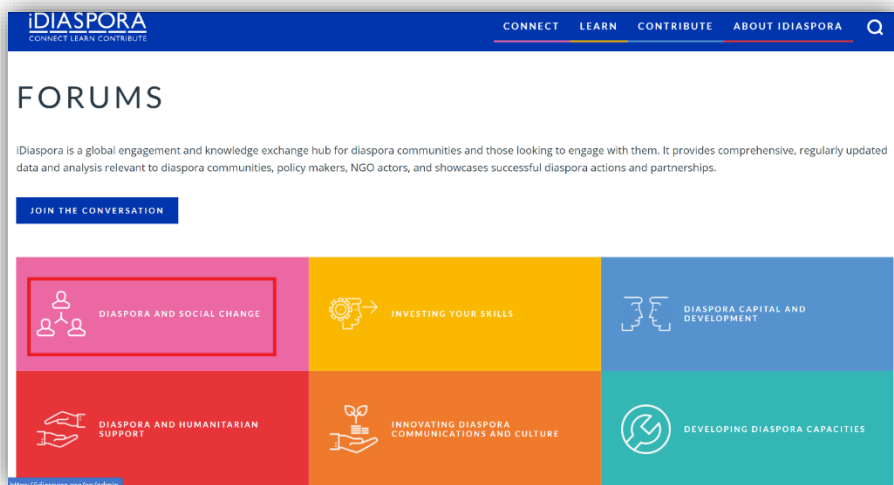 iDIASPORA
CONNECT LEARN CONTRIBUTE
CONNECT LEARN CONTRIBUTE ABOUT IDIASPORA
FORUMS
iDiaspora is a global engagement and knowledge exchange hub for diaspora communities and those looking to engage with them. It provides comprehensive, regularly updated
data and analysis relevant to diaspora communities, policy makers, NGO actors, and showcases successful diaspora actions and partnerships.
JOIN THE CONVERSATION
DIASPORA AND SOCIAL CHANGE
INVESTING YOUR SKILLS
DIASPORA CAPITAL AND
DEVELOPMENT
DIASPORA AND HUMANITARIAN
SUPPORT
INNOVATING DIASPORA
COMMUNICATIONS AND CULTURE
DEVELOPING DIASPORA CAPACITIES